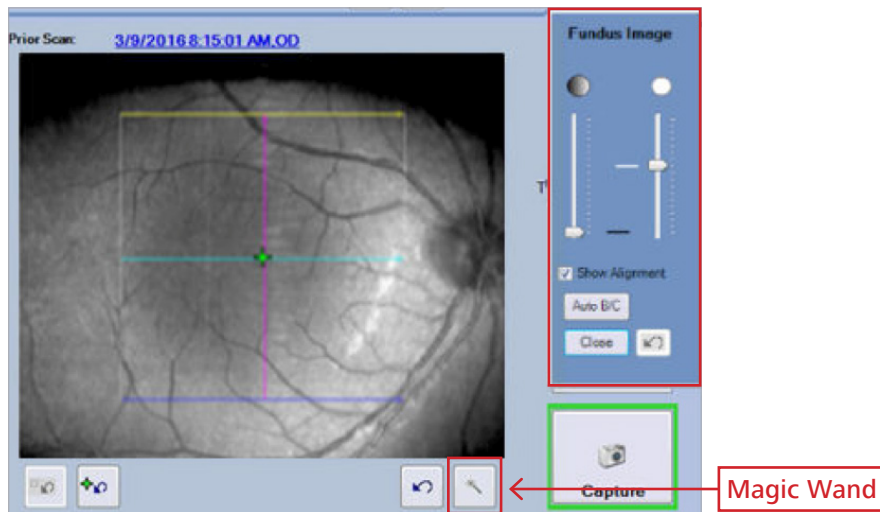 Prior Scan: 3/9/2016 8:15:01 AM,OD
Fundus Image
Show Alignment
Auto B/C
Close
Capture
Magic Wand